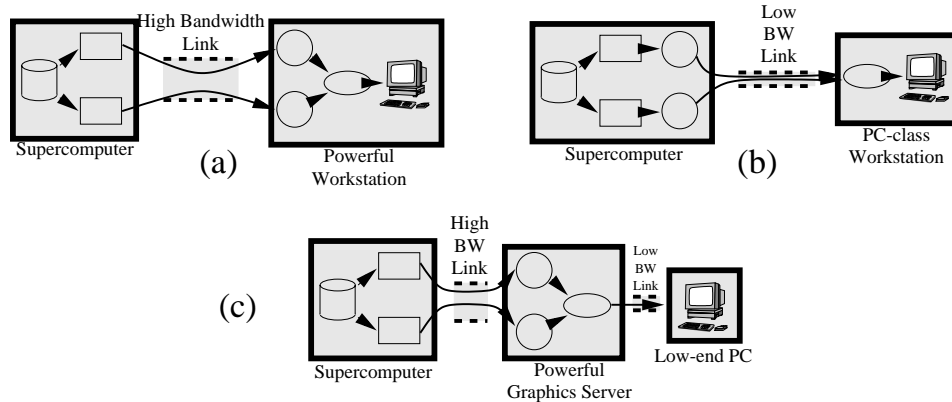 High Bandwidth
Link
Supercomputer
(a)
Powerful
Workstation
Low
BW
Link
Supercomputer
(b)
PC-class
Workstation
(c)
High
BW
Link
Low
BW
Link
Supercomputer
Powerful
Graphics Server
Low-end PC